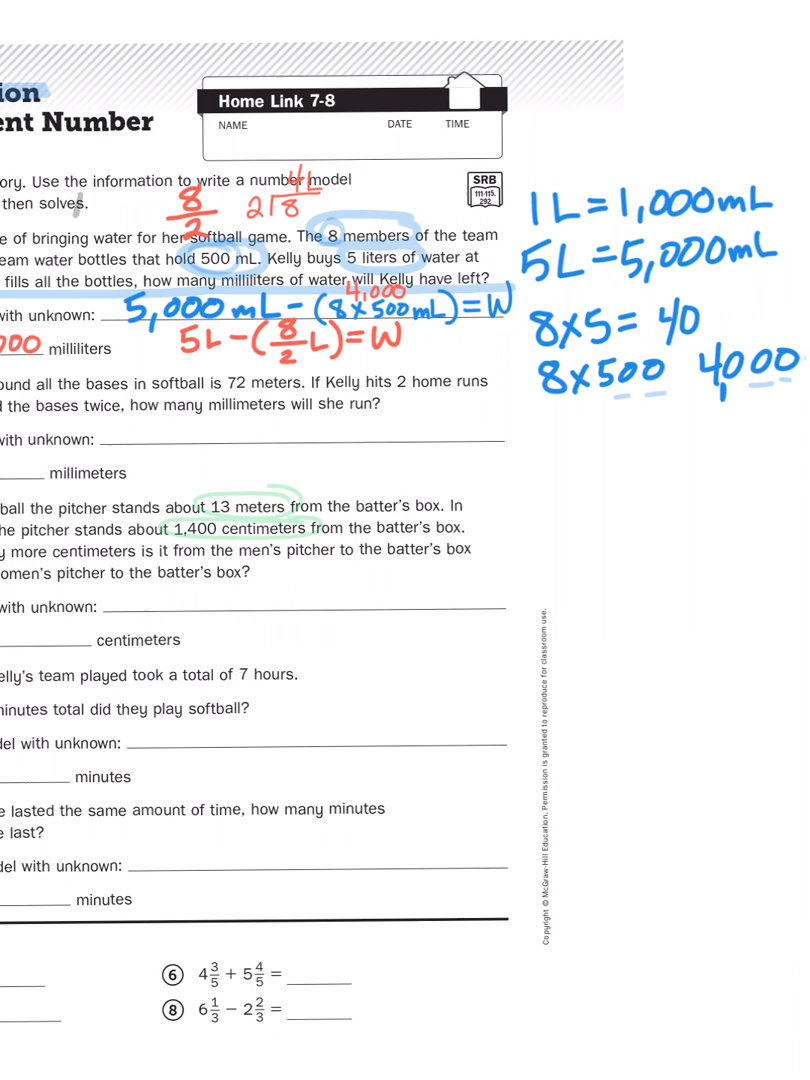 ion
ent Number
Home Link 7-8
NAME DATE TIME
ory. Use the information to write a number model
then solves.
SRB
111-115,
292
8/2
4L
2)8
e of bringing water for her softball game. The 8 members of the team
eam water bottles that hold 500 mL. Kelly buys 5 liters of water at
fills all the bottles, how many milliliters of water will Kelly have left?
4,000
with unknown: 5,000 mL - (8 x 500 mL) = W
000 milliliters
5L - (8/2 L) = W
1L = 1,000 mL
5L = 5,000 mL
8 x 5 = 40
8 x 500 4,000
ound all the bases in softball is 72 meters. If Kelly hits 2 home runs
d the bases twice, how many millimeters will she run?
with unknown:
millimeters
ball the pitcher stands about 13 meters from the batter's box. In
he pitcher stands about 1,400 centimeters from the batter's box.
y more centimeters is it from the men's pitcher to the batter's box
omen's pitcher to the batter's box?
with unknown:
centimeters
elly's team played took a total of 7 hours.
minutes total did they play softball?
del with unknown:
minutes
e lasted the same amount of time, how many minutes
e last?
del with unknown:
minutes
6 4 3/5 + 5 4/5 =
8 6 1/3 − 2 2/3 =
Copyright © McGraw-Hill Education. Permission is granted to reproduce for classroom use.